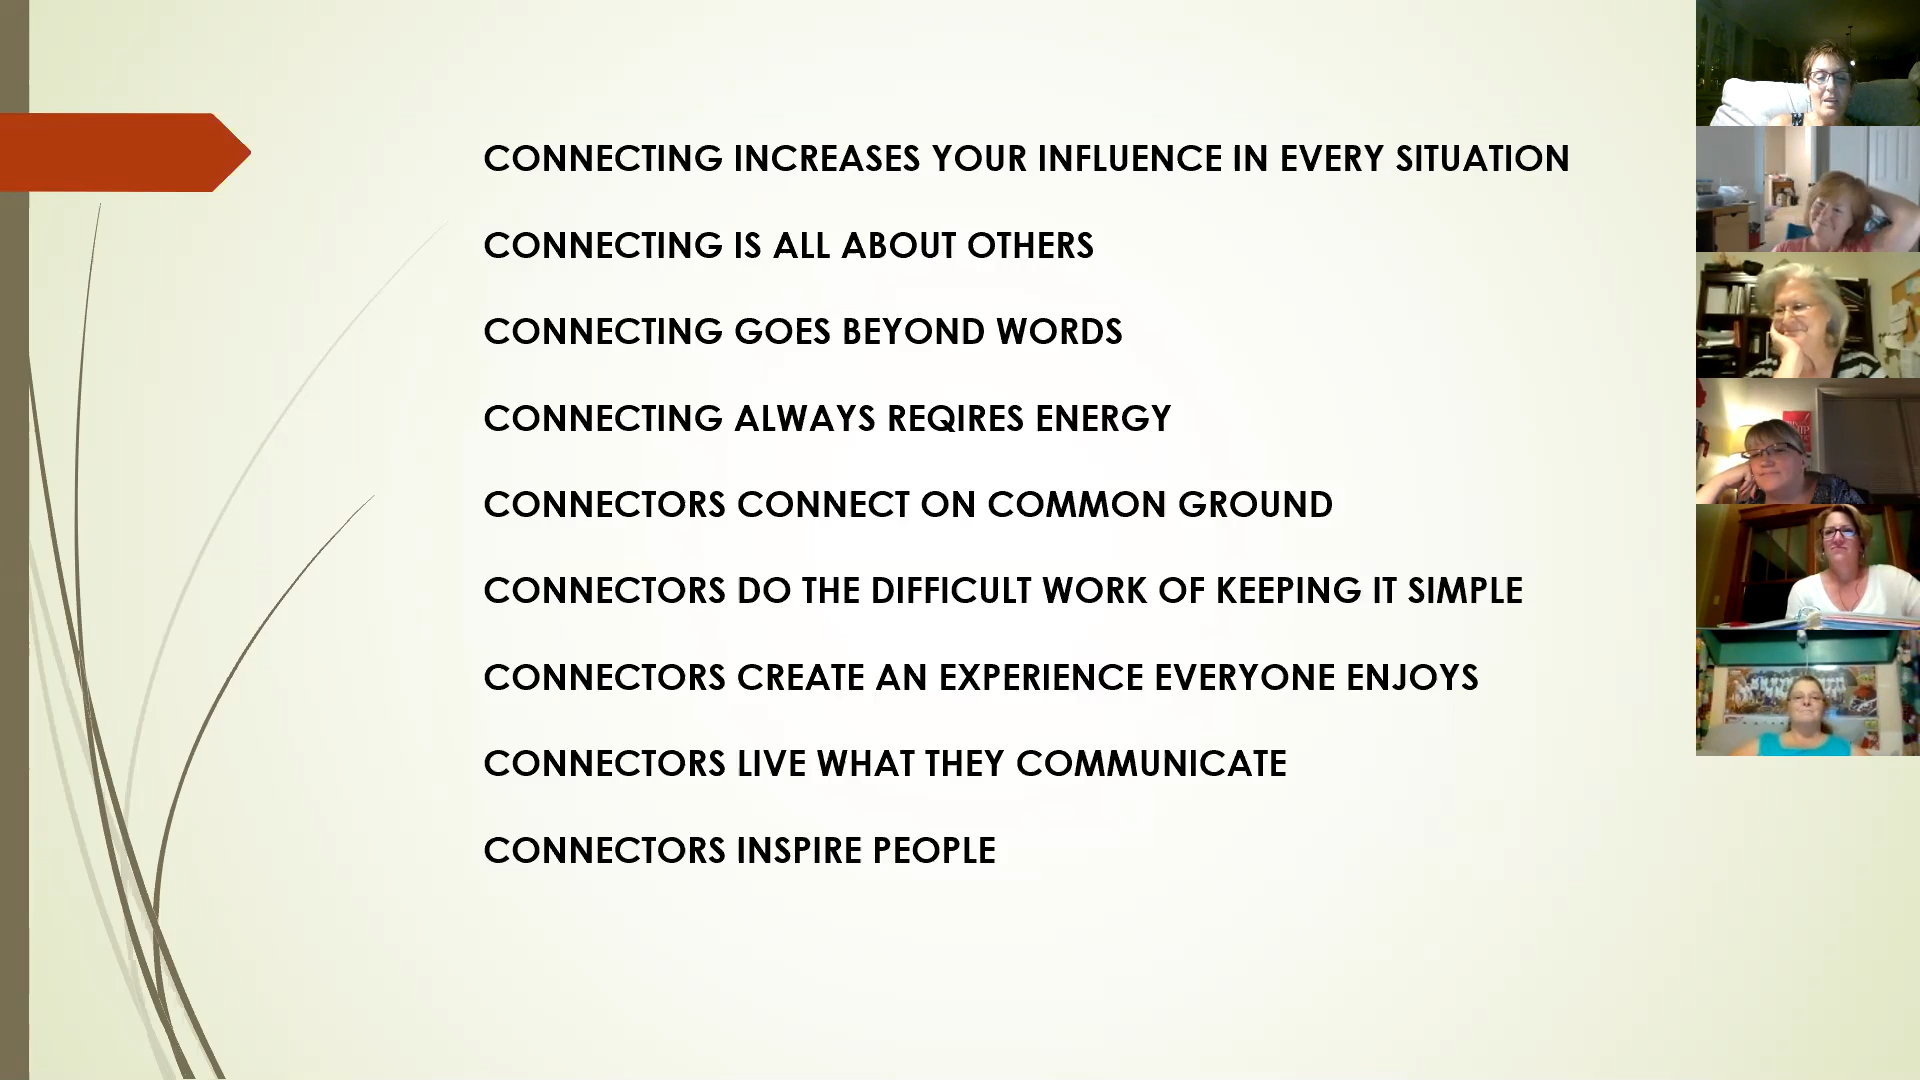 CONNECTING INCREASES YOUR INFLUENCE IN EVERY SITUATION
CONNECTING IS ALL ABOUT OTHERS
CONNECTING GOES BEYOND WORDS
CONNECTING ALWAYS REQIRES ENERGY
CONNECTORS CONNECT ON COMMON GROUND
CONNECTORS DO THE DIFFICULT WORK OF KEEPING IT SIMPLE
CONNECTORS CREATE AN EXPERIENCE EVERYONE ENJOYS
CONNECTORS LIVE WHAT THEY COMMUNICATE
CONNECTORS INSPIRE PEOPLE